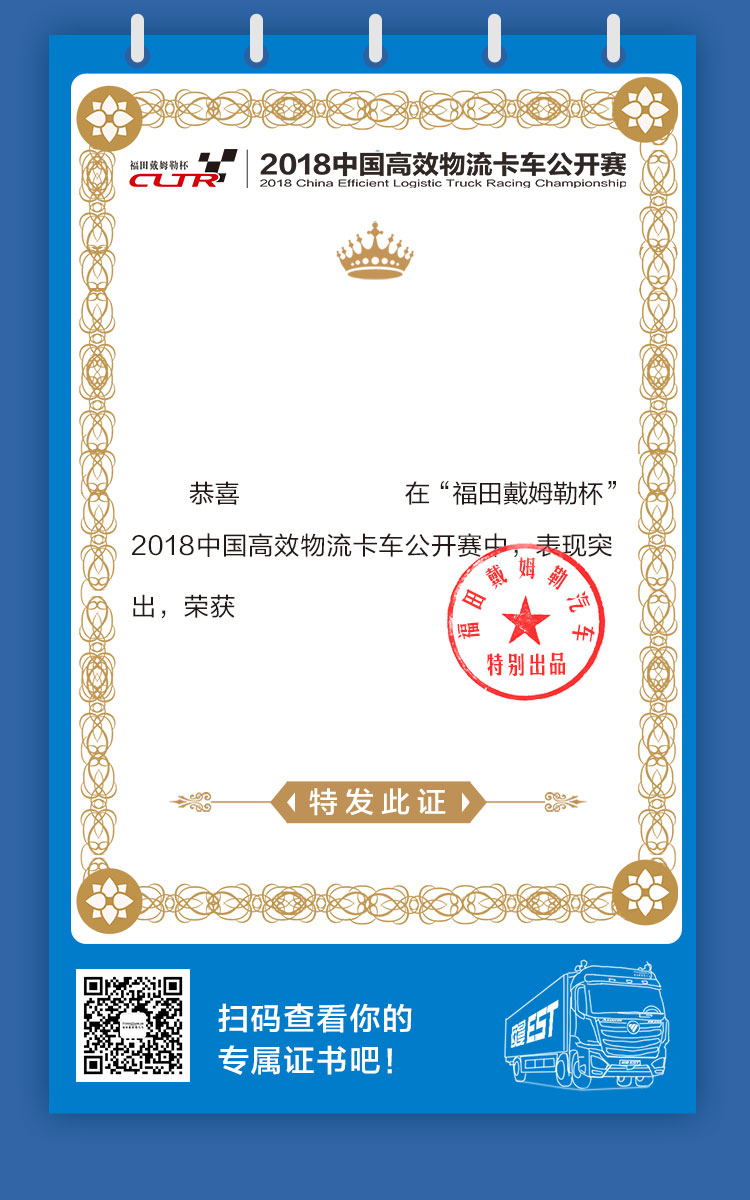 福田戴姆勒杯
CLTR
2018中国高效物流卡车公开赛
2018 China Efficient Logistic Truck Racing Championship
恭喜 在“福田戴姆勒杯”
2018中国高效物流卡车公开赛中，表现突
出，荣获
福田戴姆勒汽车
特别出品
特发此证
扫码查看你的
专属证书吧！
EST